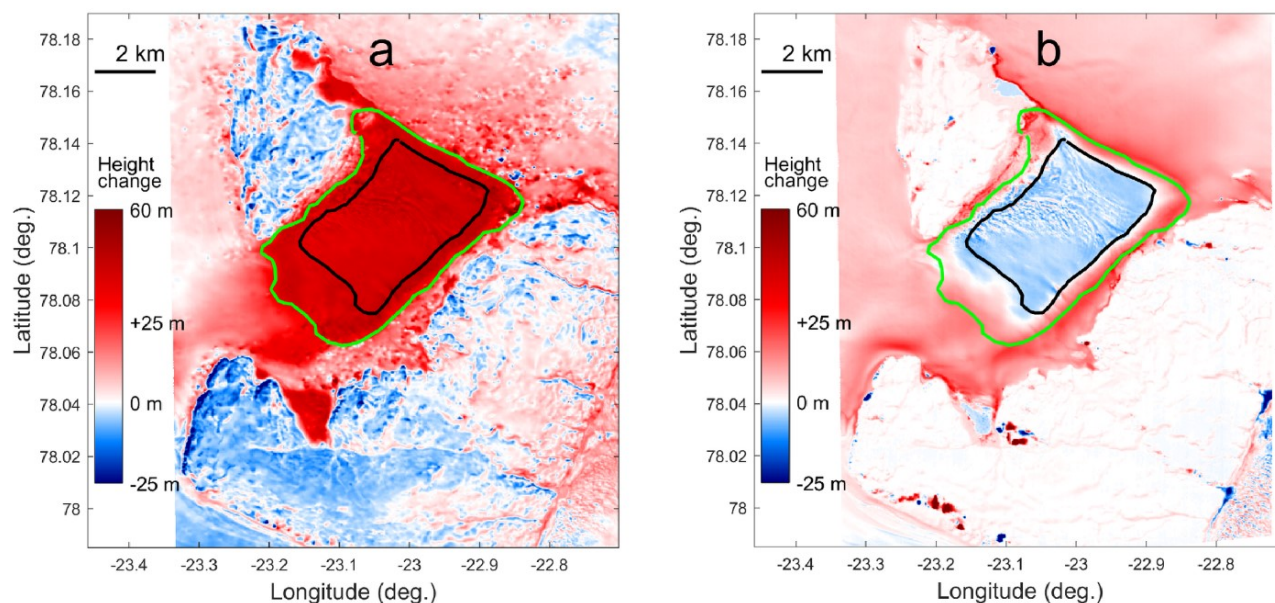 a
2 km
78.18
78.16
78.14
78.12
78.1
78.08
78.06
78.04
78.02
78
Latitude (deg.)
Height
change
60 m
+25 m
0 m
-25 m
-23.4 -23.3 -23.2 -23.1 -23 -22.9 -22.8
Longitude (deg.)
b
2 km
78.18
78.16
78.14
78.12
78.1
78.08
78.06
78.04
78.02
78
Latitude (deg.)
Height
change
60 m
+25 m
0 m
-25 m
-23.4 -23.3 -23.2 -23.1 -23 -22.9 -22.8
Longitude (deg.)